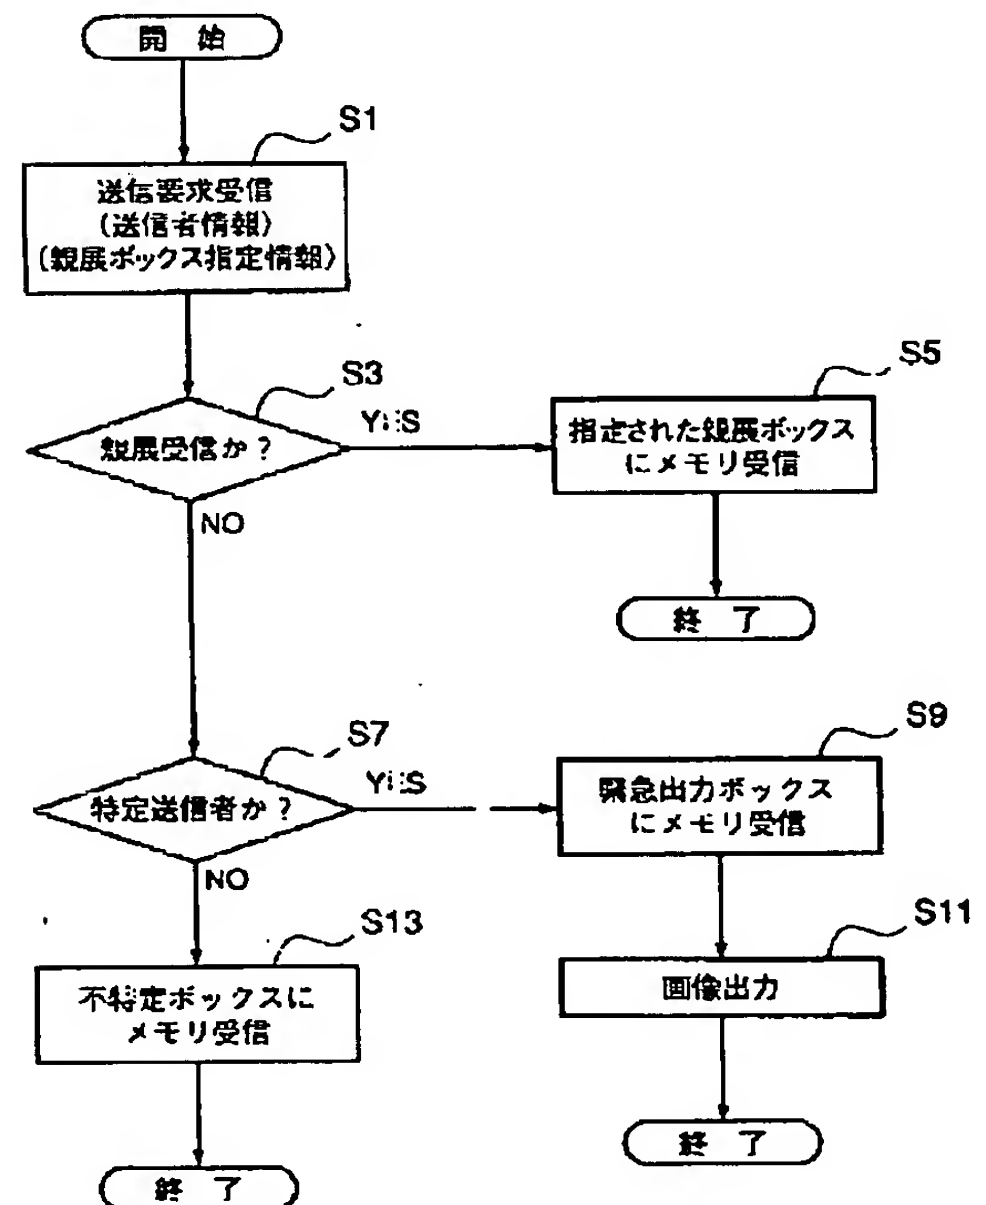 開 始
S1
送信要求受信
(送信者情報)
(親展ボックス指定情報)
S3
親展受信か?
YES
S5
指定された親展ボックス
にメモリ受信
NO
終 了
S7
特定送信者か?
YES
S9
緊急出力ボックス
にメモリ受信
NO
S11
画像出力
S13
不特定ボックスに
メモリ受信
終 了
終 了